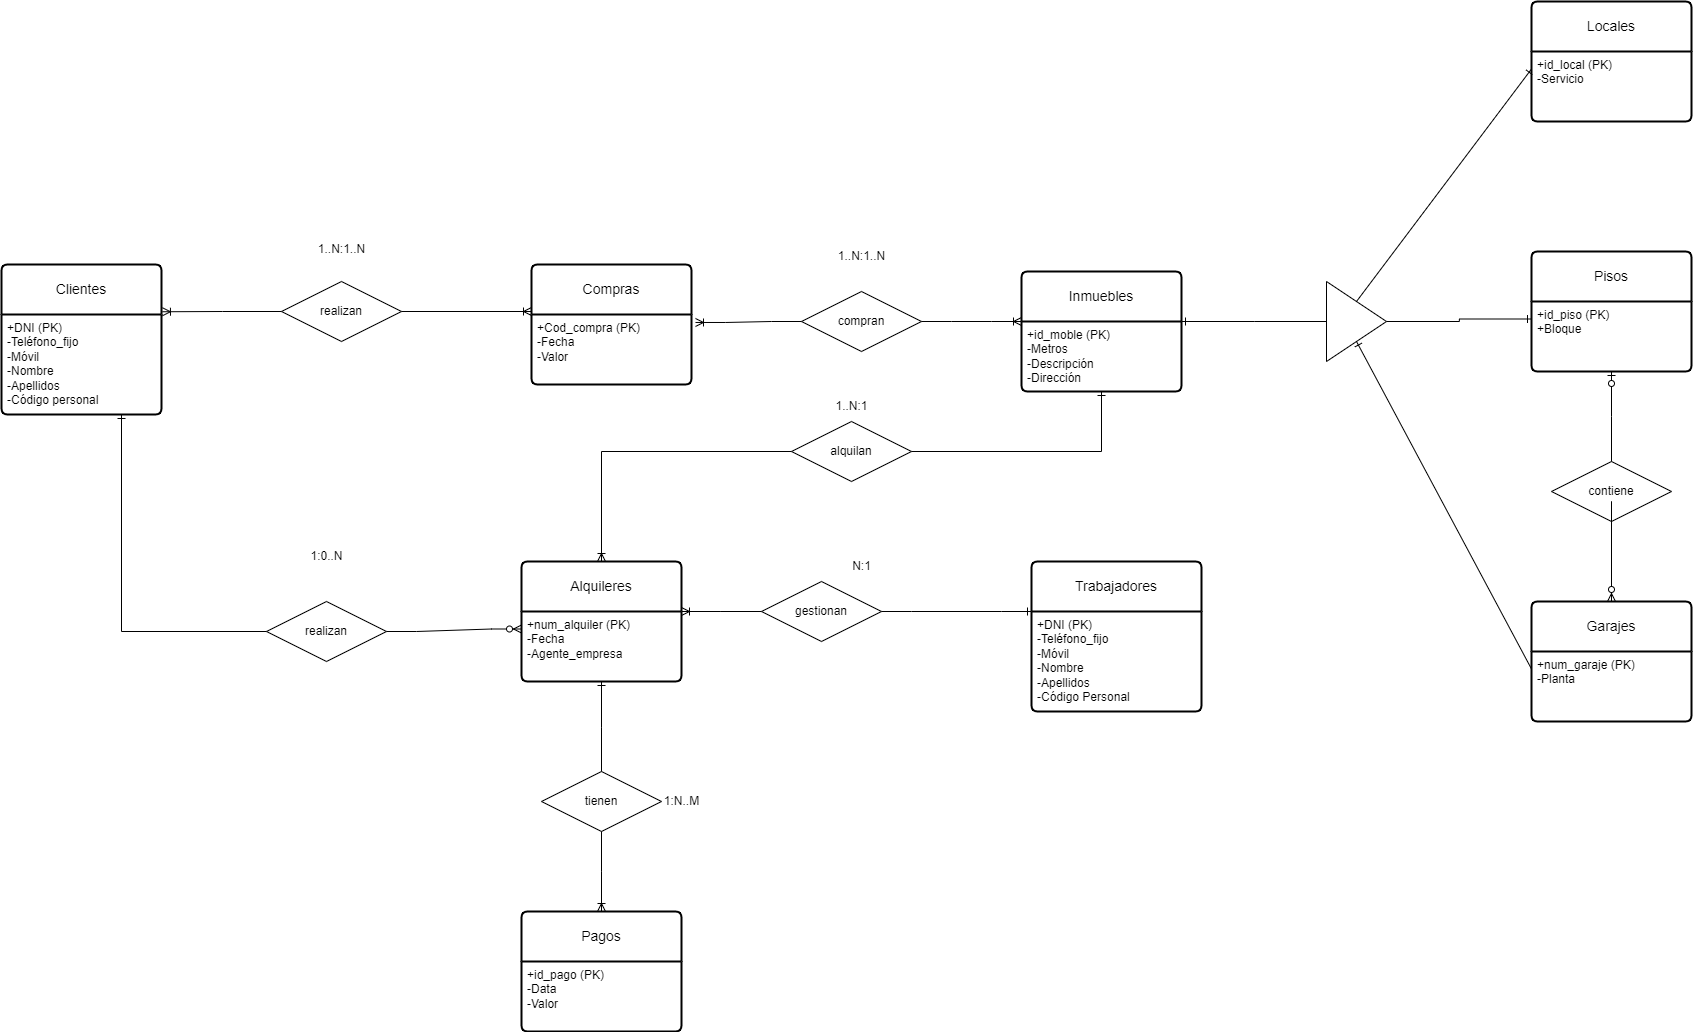 Locales
+id_local (PK)
-Servicio
1..N:1..N
Clientes
+DNI (PK)
-Teléfono_fijo
-Móvil
-Nombre
-Apellidos
-Código personal
realizan
Compras
+Cod_compra (PK)
-Fecha
-Valor
1..N:1..N
compran
Inmuebles
+id_moble (PK)
-Metros
-Descripción
-Dirección
Pisos
+id_piso (PK)
+Bloque
1..N:1
alquilan
contiene
1:0..N
realizan
Alquileres
+num_alquiler (PK)
-Fecha
-Agente_empresa
N:1
gestionan
Trabajadores
+DNI (PK)
-Teléfono_fijo
-Móvil
-Nombre
-Apellidos
-Código Personal
Garajes
+num_garaje (PK)
-Planta
tienen
1:N..M
Pagos
+id_pago (PK)
-Data
-Valor